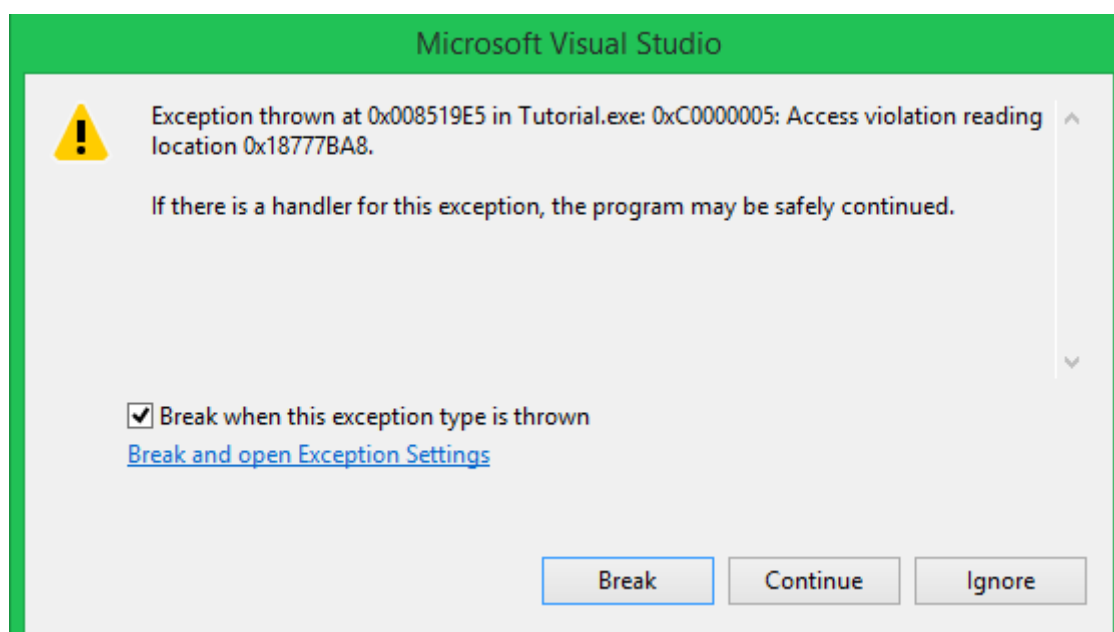 Microsoft Visual Studio
Exception thrown at 0x008519E5 in Tutorial.exe: 0xC0000005: Access violation reading
location 0x18777BA8.
If there is a handler for this exception, the program may be safely continued.
Break when this exception type is thrown
Break and open Exception Settings
Break
Continue
Ignore